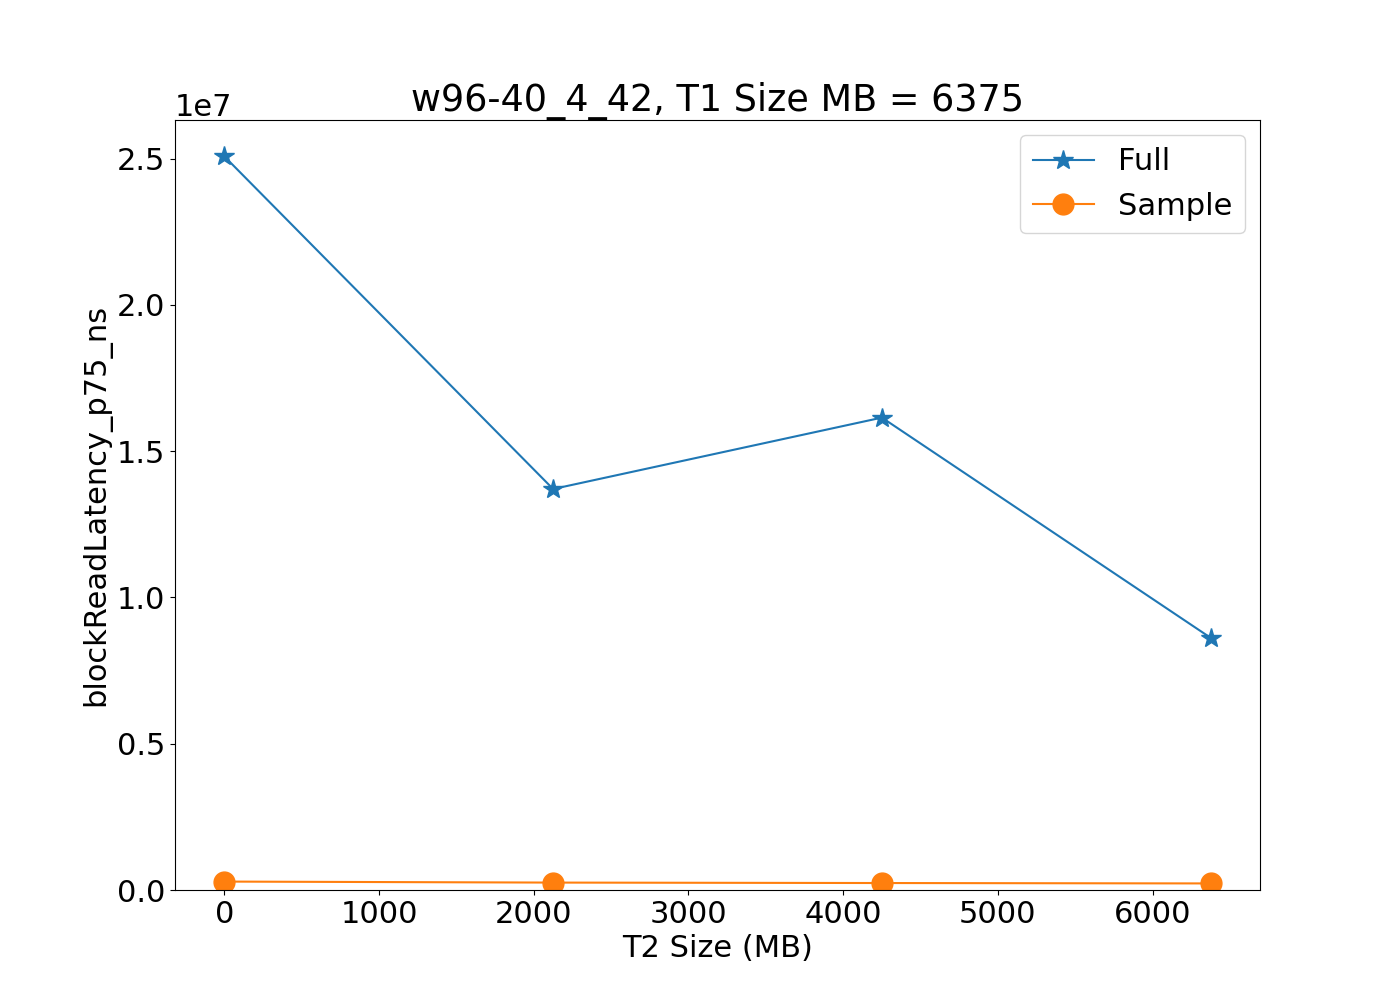 w96-40_4_42, T1 Size MB = 6375
1e7
Full
Sample
2.5
2.0
1.5
1.0
0.5
0.0
blockReadLatency_p75_ns
0 1000 2000 3000 4000 5000 6000
T2 Size (MB)